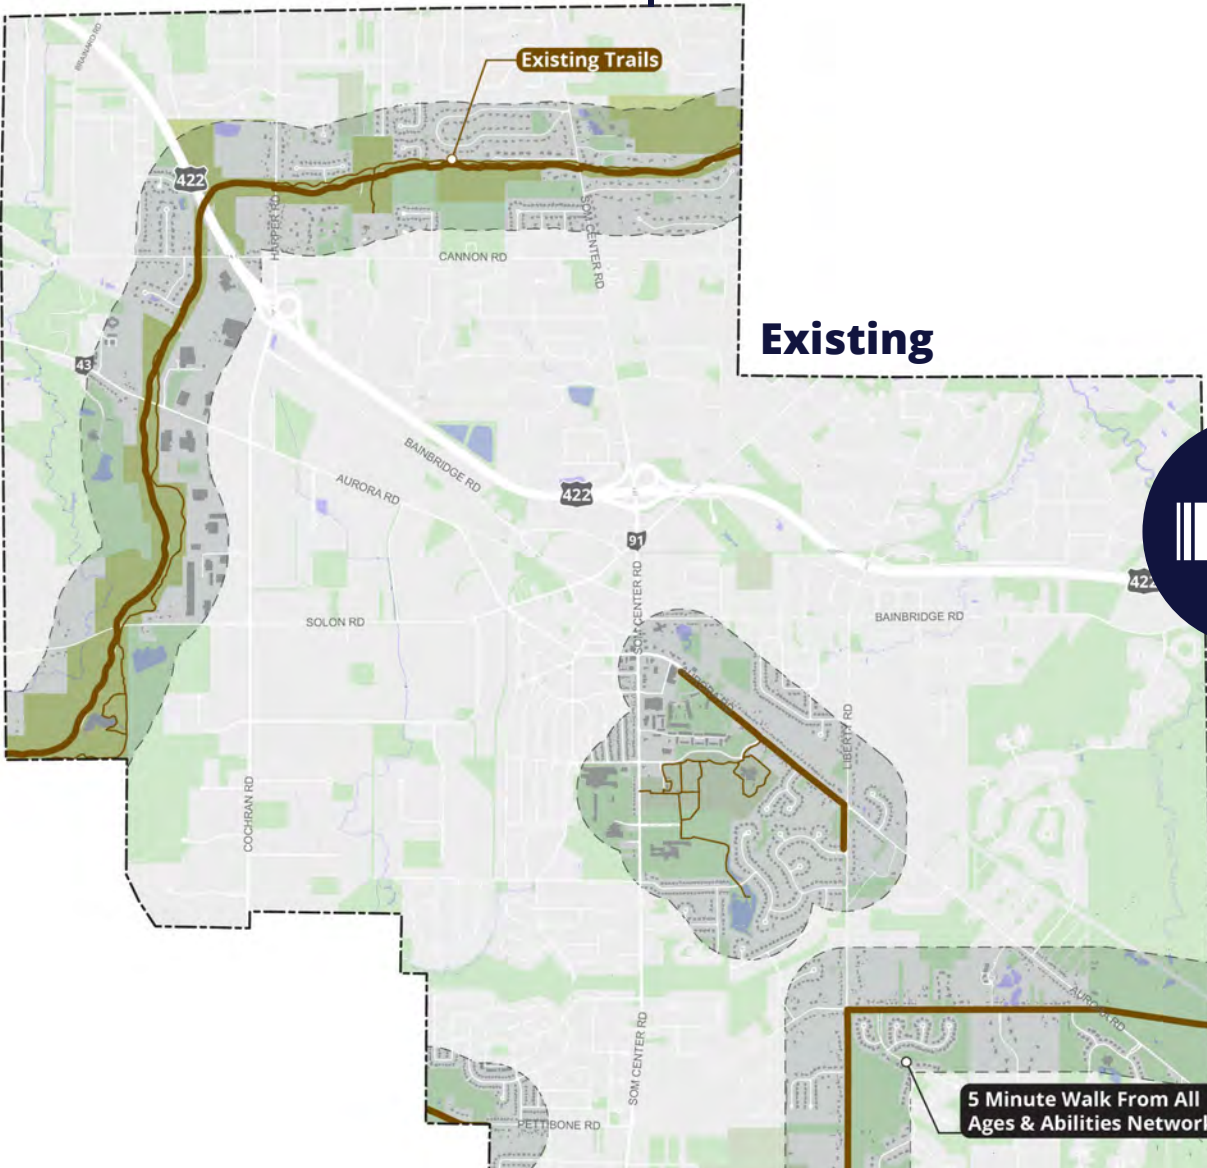 BRAINARD RD
Existing Trails
422
HARPER RD
SOM CENTER RD
CANNON RD
Existing
43
BAINBRIDGE RD
AURORA RD
422
91
422
SOM CENTER RD
SOLON RD
BAINBRIDGE RD
AURORA RD
LIBERTY RD
COCHRAN RD
AURORA RD
SOM CENTER RD
PETTIBONE RD
5 Minute Walk From All
Ages & Abilities Network